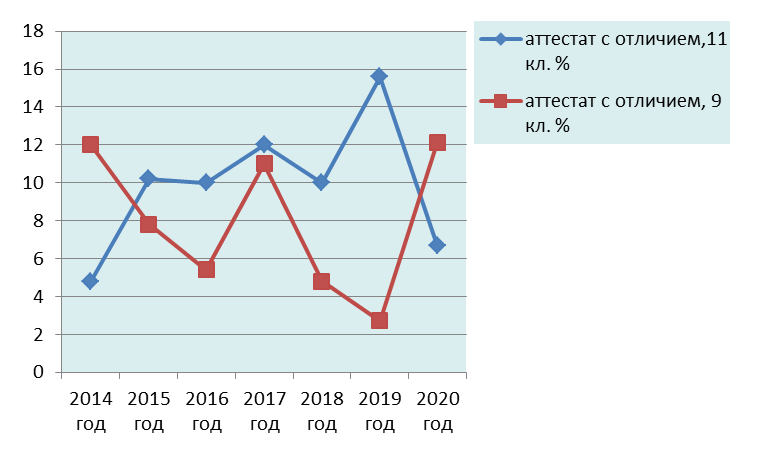 18
16
14
12
10
8
6
4
2
0
2014 год
2015 год
2016 год
2017 год
2018 год
2019 год
2020 год
аттестат с отличием,11
кл. %
аттестат с отличием, 9
кл. %